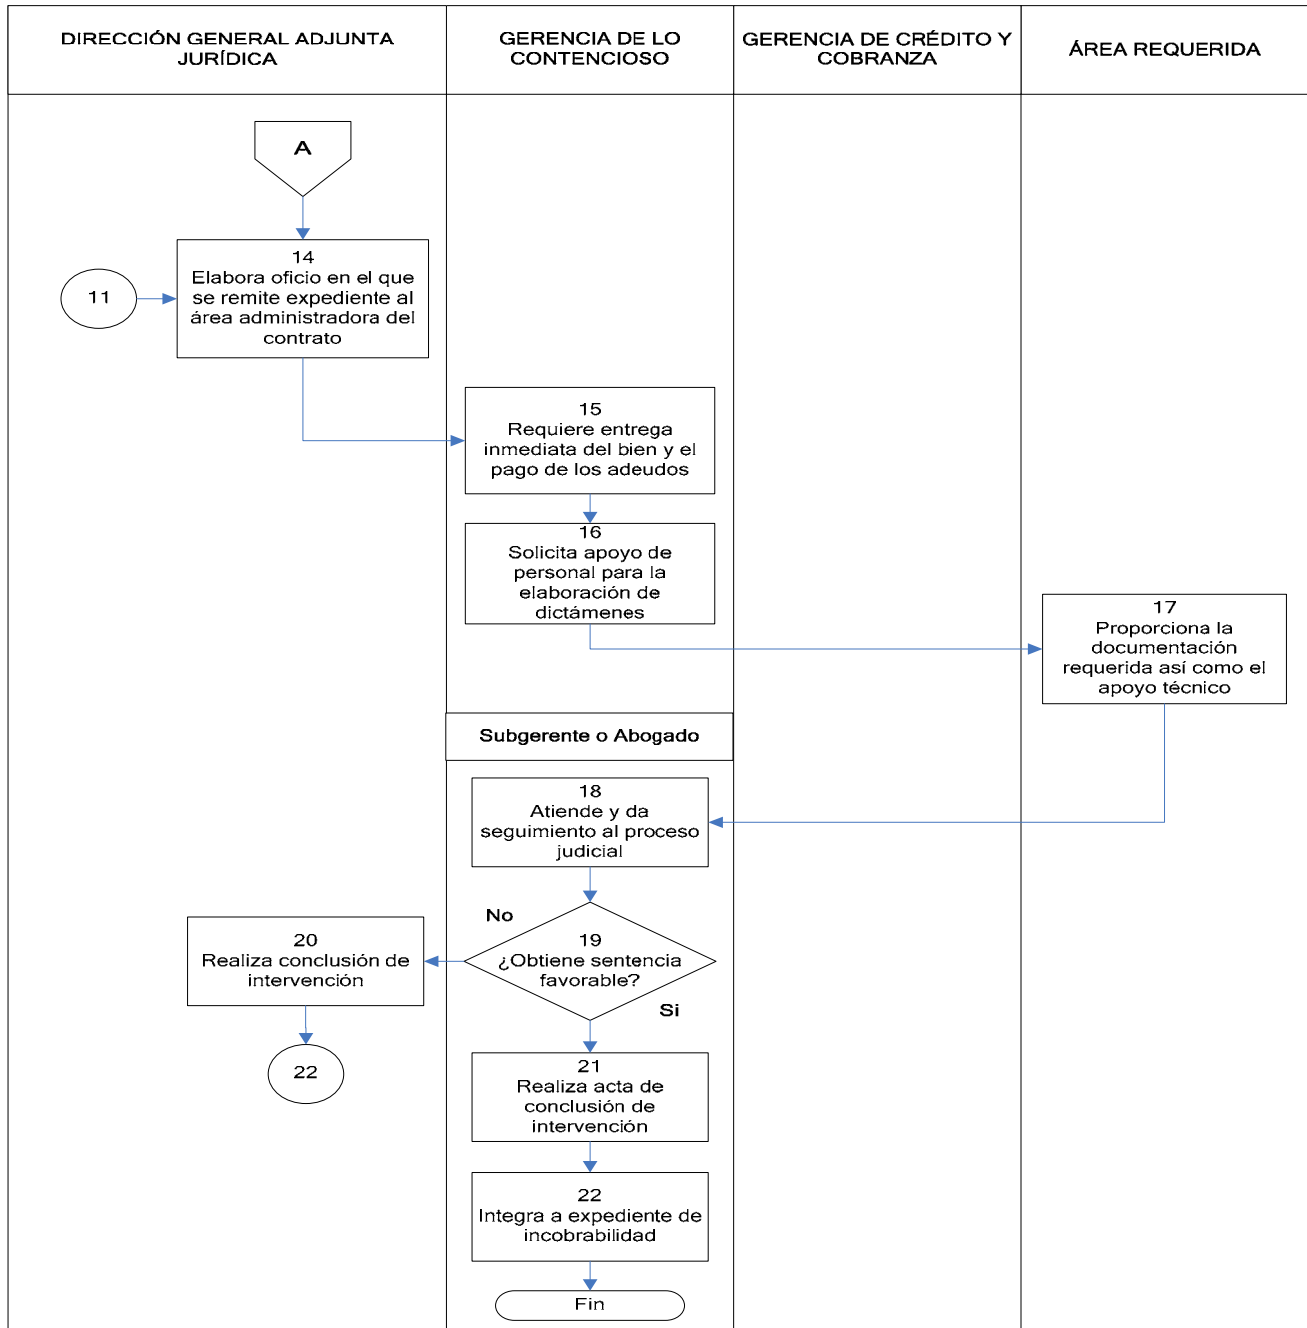 DIRECCIÓN GENERAL ADJUNTA
JURÍDICA
GERENCIA DE LO
CONTENCIOSO
GERENCIA DE CRÉDITO Y
COBRANZA
ÁREA REQUERIDA
A
11
14
Elabora oficio en el que
se remite expediente al
área administradora del
contrato
15
Requiere entrega
inmediata del bien y el
pago de los adeudos
16
Solicita apoyo de
personal para la
elaboración de
dictámenes
17
Proporciona la
documentación
requerida así como el
apoyo técnico
Subgerente o Abogado
18
Atiende y da
seguimiento al proceso
judicial
No
19
¿Obtiene sentencia
favorable?
Si
20
Realiza conclusión de
intervención
22
21
Realiza acta de
conclusión de
intervención
22
Integra a expediente de
incobrabilidad
Fin